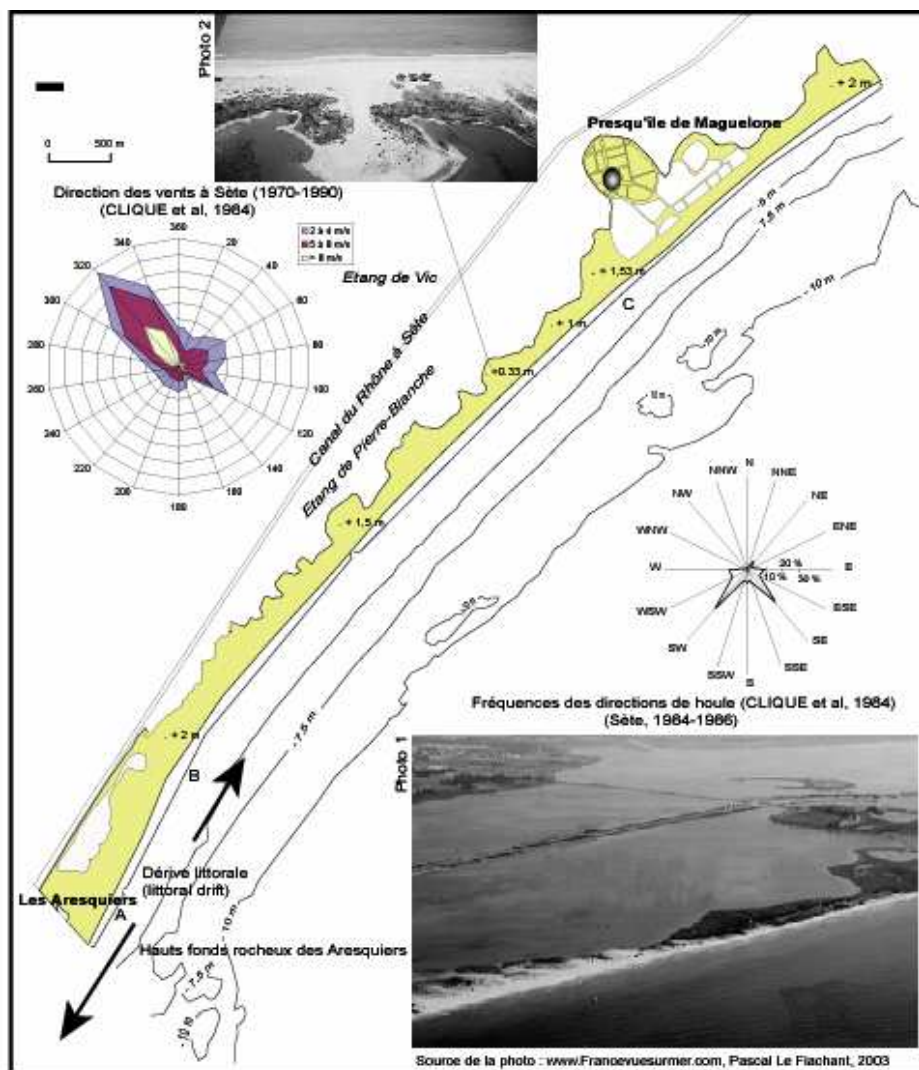 Photo 2
0 500 m
Direction des vents à Sète (1970-1990)
(CLIQUE et al, 1984)
360
340
20
320
40
300
60
280
80
260
100
240
120
220
200
180
2 à 4 m/s
5 à 8 m/s
8 m/s
+ 2 m
Presqu'île de Maguelone
-5 m
-7,5 m
- 10 m
Etang de Vic
+ 1,53 m
C
+ 1 m
+0.33 m
Canal du Rhône à Sète
Etang de Pierre-Blanche
+ 1,5 m
N
NNE
NE
ENE
E
ESE
SE
SSE
S
SSW
SW
WSW
W
WNW
NW
NNW
10 %
20 %
30 %
Fréquences des directions de houle (CLIQUE et al, 1984)
(Sète, 1984-1986)
+ 2 m
B
- 7,5 m
Photo 1
Dérive littorale
(littoral drift)
Les Aresquiers
A
- 10 m
Hauts fonds rocheux des Aresquiers
- 7,5 m
- 10 m
Source de la photo : www.Francevuesurmer.com, Pascal Le Flachant, 2003